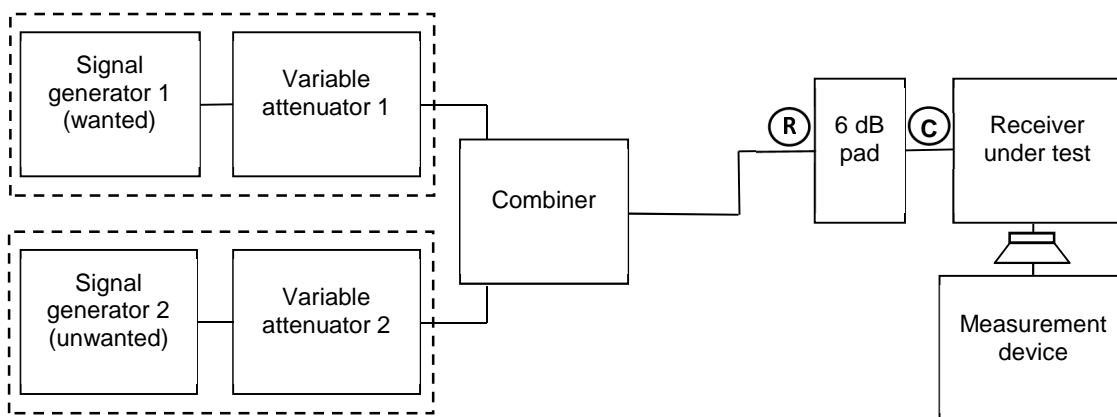 Signal
generator 1
(wanted)
Variable
attenuator 1
Combiner
R
6 dB
pad
C
Receiver
under test
Signal
generator 2
(unwanted)
Variable
attenuator 2
Measurement
device